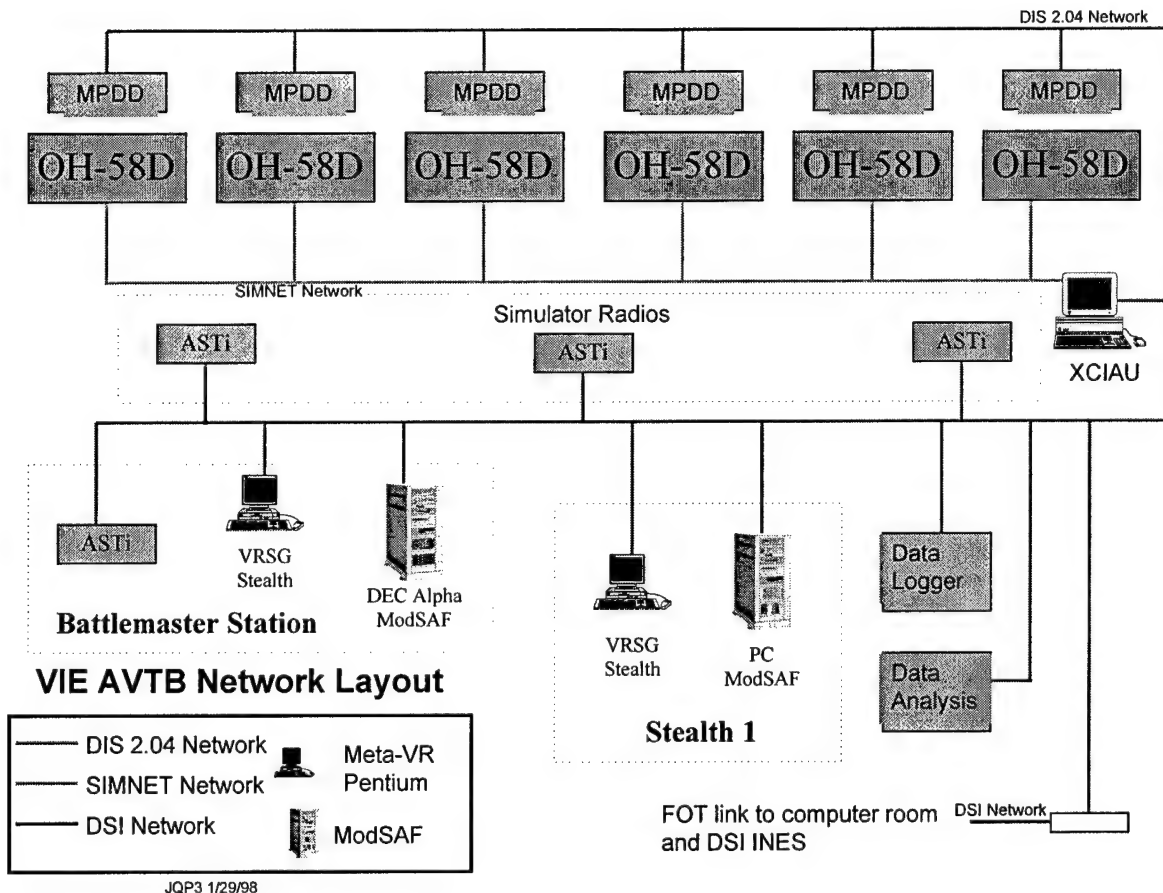 DIS 2.04 Network
MPDD MPDD MPDD MPDD MPDD MPDD
OH-58D OH-58D OH-58D OH-58D OH-58D OH-58D
SIMNET Network
Simulator Radios
ASTi ASTi ASTi
XCIAU
ASTi
VRSG
Stealth
DEC Alpha
ModSAF
Battlemaster Station
VRSG
Stealth
PC
ModSAF
Stealth 1
Data
Logger
Data
Analysis
VIE AVTB Network Layout
DIS 2.04 Network
SIMNET Network
DSI Network
Meta-VR
Pentium
ModSAF
FOT link to computer room
and DSI INES
DSI Network
JQP3 1/29/98